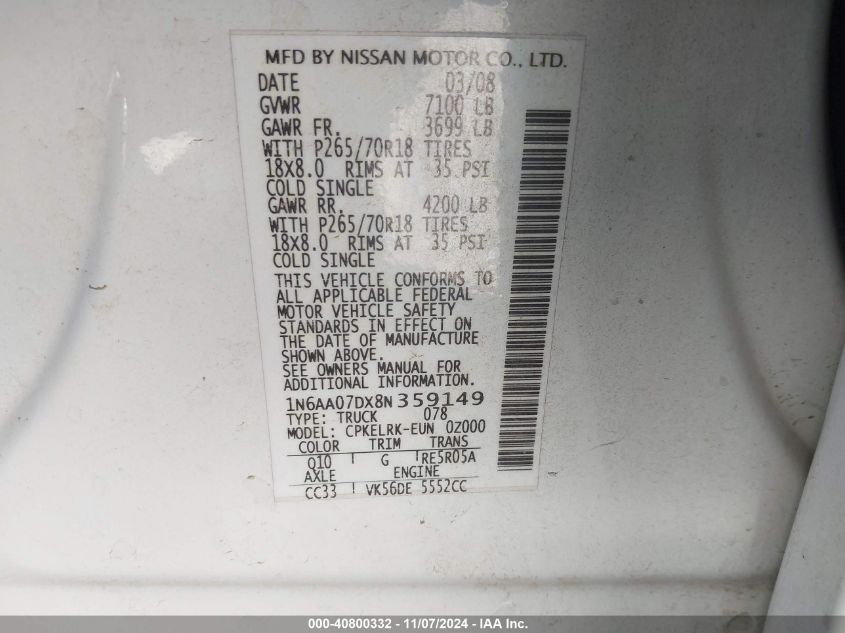 MFD BY NISSAN MOTOR CO., LTD.
DATE 03/08
GVWR 7100 LB
GAWR FR. 3699 LB
WITH P265/70R18 TIRES
18X8.0 RIMS AT 35 PSI
COLD SINGLE
GAWR RR. 4200 LB
WITH P265/70R18 TIRES
18X8.0 RIMS AT 35 PSI
COLD SINGLE
THIS VEHICLE CONFORMS TO
ALL APPLICABLE FEDERAL
MOTOR VEHICLE SAFETY
STANDARDS IN EFFECT ON
THE DATE OF MANUFACTURE
SHOWN ABOVE.
SEE OWNERS MANUAL FOR
ADDITIONAL INFORMATION.
1N6AA07DX8N359149
TYPE: TRUCK 078
MODEL: CPKELRK-EUN 0Z000
COLOR TRIM TRANS
Q10 G RE5R05A
AXLE ENGINE
CC33 VK56DE 5552CC
000-40800332 - 11/07/2024 - IAA Inc.